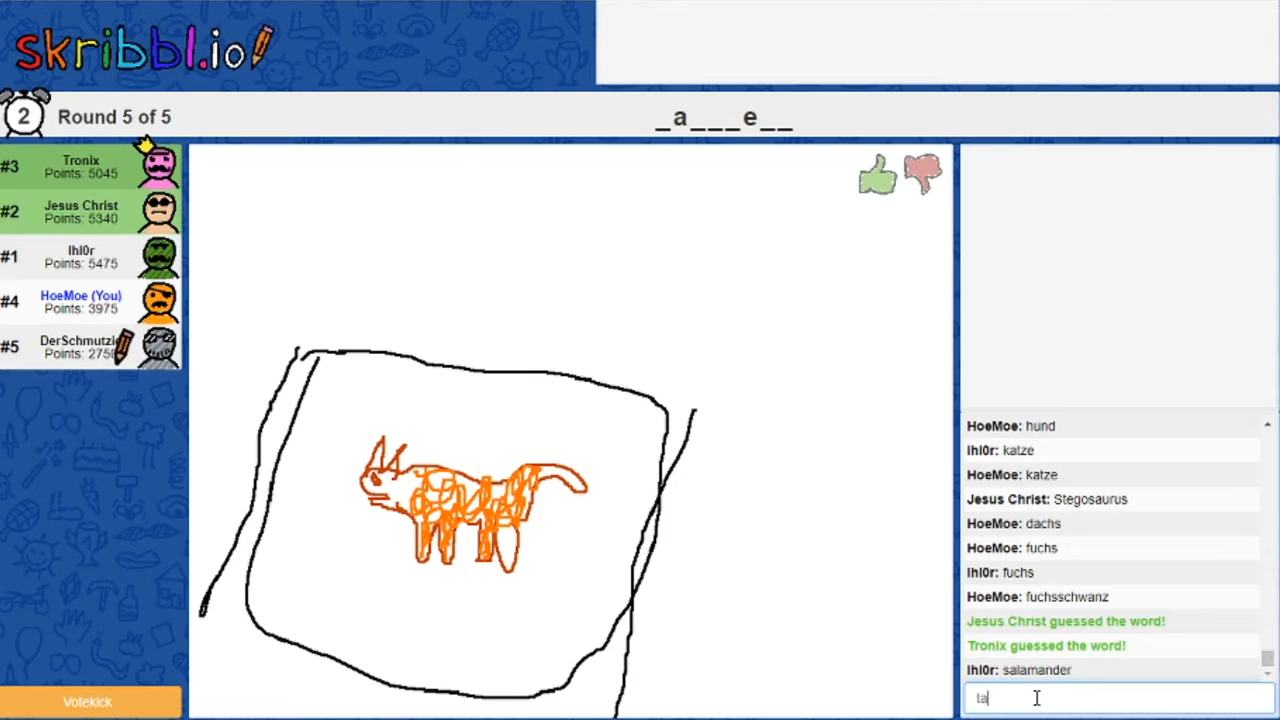 skribbl.io
2 Round 5 of 5 _a___e__
#3 Tronix
Points: 5045
#2 Jesus Christ
Points: 5340
#1 Ihl0r
Points: 5475
#4 HoeMoe (You)
Points: 3975
#5 DerSchmutzi
Points: 275
HoeMoe: hund
Ihl0r: katze
HoeMoe: katze
Jesus Christ: Stegosaurus
HoeMoe: dachs
HoeMoe: fuchs
Ihl0r: fuchs
HoeMoe: fuchsschwanz
Jesus Christ guessed the word!
Tronix guessed the word!
Ihl0r: salamander
ta
Votekick